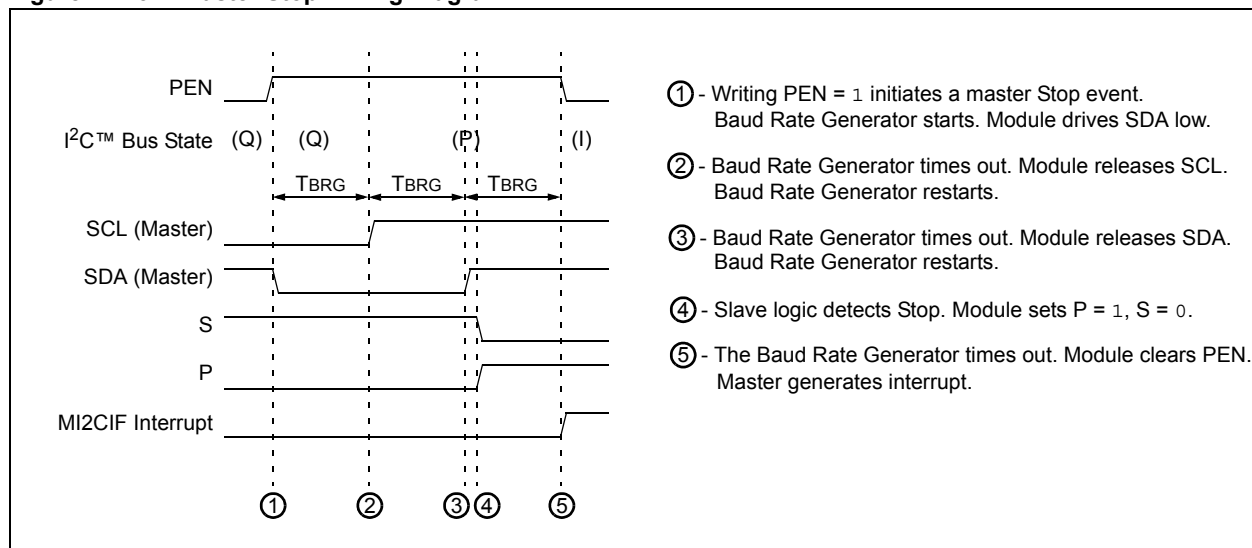 PEN
I2C™ Bus State (Q) (Q) (P) (I)
TBRG TBRG TBRG
SCL (Master)
SDA (Master)
S
P
MI2CIF Interrupt
1 2 3 4 5
1 - Writing PEN = 1 initiates a master Stop event.
Baud Rate Generator starts. Module drives SDA low.
2 - Baud Rate Generator times out. Module releases SCL.
Baud Rate Generator restarts.
3 - Baud Rate Generator times out. Module releases SDA.
Baud Rate Generator restarts.
4 - Slave logic detects Stop. Module sets P = 1, S = 0.
5 - The Baud Rate Generator times out. Module clears PEN.
Master generates interrupt.